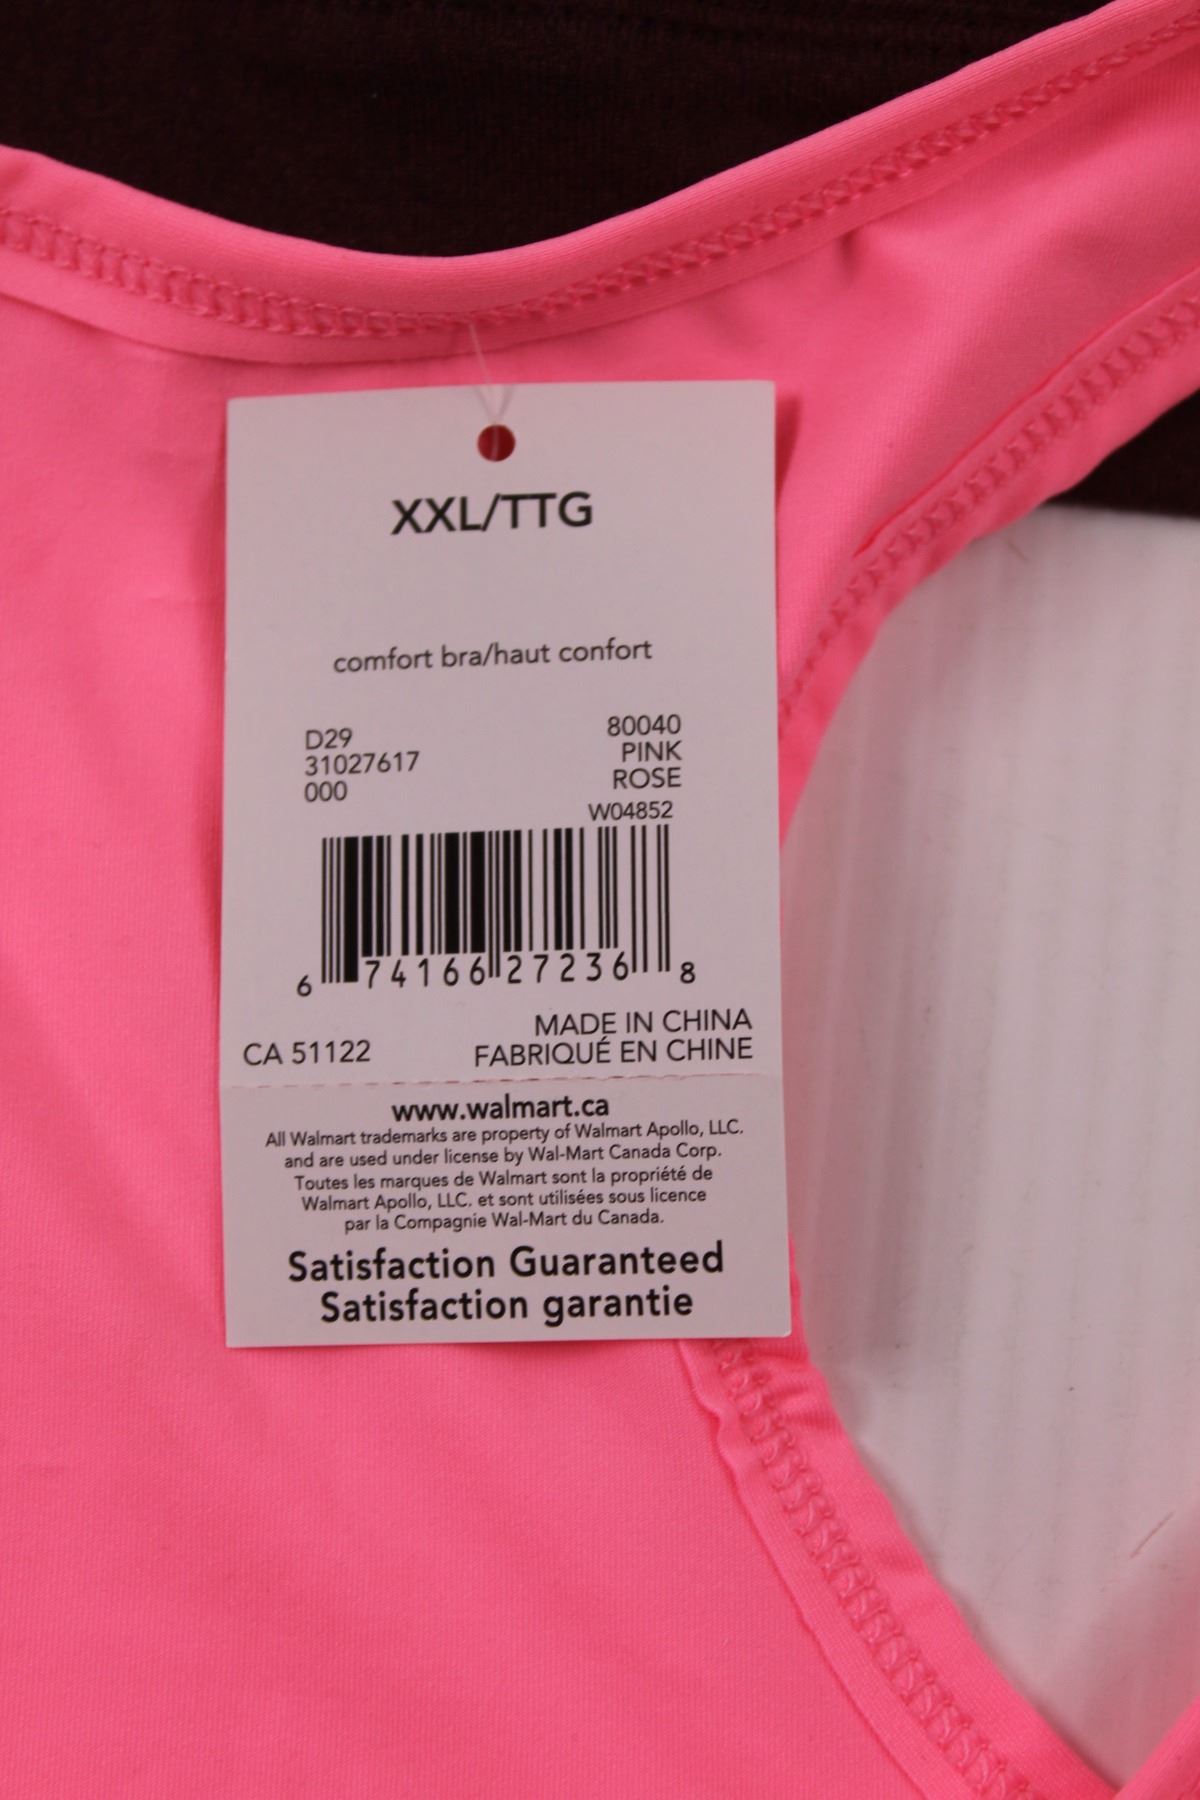 XXL/TTG
comfort bra/haut confort
D29
31027617
000
80040
PINK
ROSE
W04852
6 74166 27236 8
CA 51122
MADE IN CHINA
FABRIQUÉ EN CHINE
www.walmart.ca
All Walmart trademarks are property of Walmart Apollo, LLC.
and are used under license by Wal-Mart Canada Corp.
Toutes les marques de Walmart sont la propriété de
Walmart Apollo, LLC. et sont utilisées sous licence
par la Compagnie Wal-Mart du Canada.
Satisfaction Guaranteed
Satisfaction garantie